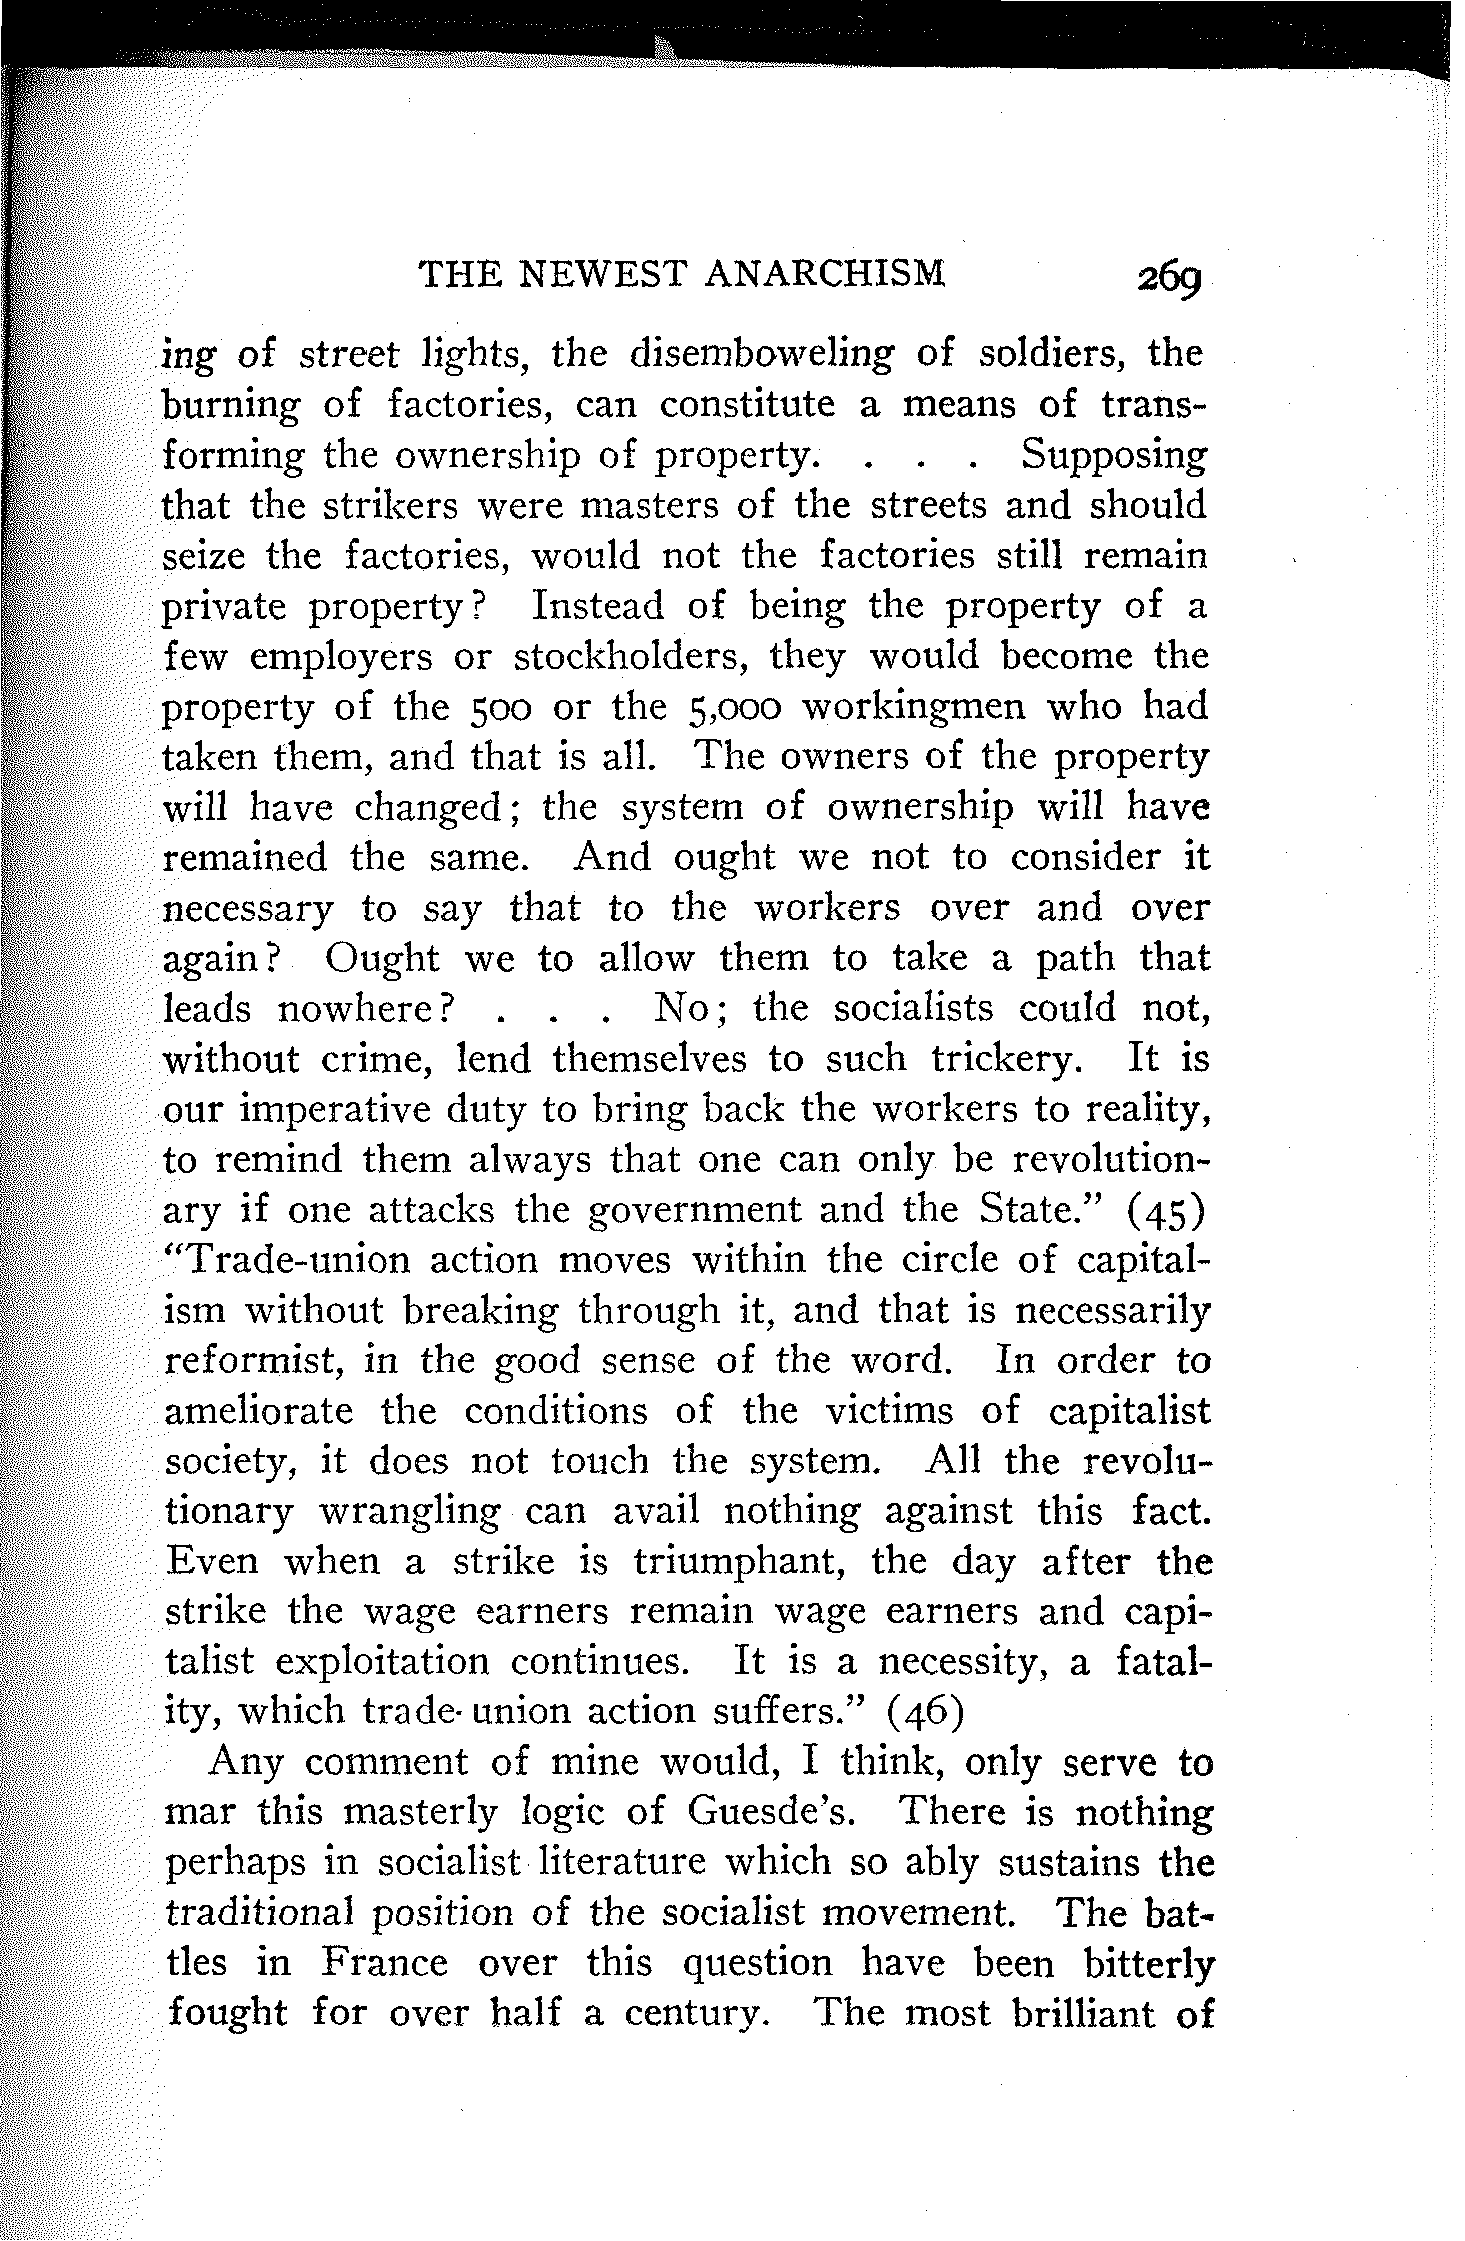 THE NEWEST ANARCHISM 269
ing of street lights, the disemboweling of soldiers, the
burning of factories, can constitute a means of trans-
forming the ownership of property. . . . Supposing
that the strikers were masters of the streets and should
seize the factories, would not the factories still remain
private property? Instead of being the property of a
few employers or stockholders, they would become the
property of the 500 or the 5,000 workingmen who had
taken them, and that is all. The owners of the property
will have changed; the system of ownership will have
remained the same. And ought we not to consider it
necessary to say that to the workers over and over
again? Ought we to allow them to take a path that
leads nowhere? . . . No; the socialists could not,
without crime, lend themselves to such trickery. It is
our imperative duty to bring back the workers to reality,
to remind them always that one can only be revolution-
ary if one attacks the government and the State." (45)
"Trade-union action moves within the circle of capital-
ism without breaking through it, and that is necessarily
reformist, in the good sense of the word. In order to
ameliorate the conditions of the victims of capitalist
society, it does not touch the system. All the revolu-
tionary wrangling can avail nothing against this fact.
Even when a strike is triumphant, the day after the
strike the wage earners remain wage earners and capi-
talist exploitation continues. It is a necessity, a fatal-
ity, which trade-union action suffers." (46)
Any comment of mine would, I think, only serve to
mar this masterly logic of Guesde's. There is nothing
perhaps in socialist literature which so ably sustains the
traditional position of the socialist movement. The bat-
tles in France over this question have been bitterly
fought for over half a century. The most brilliant of